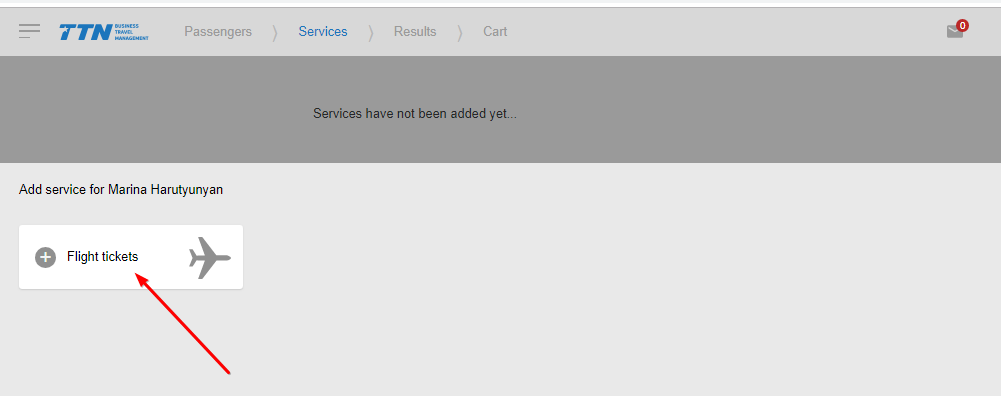 TTN BUSINESS
TRAVEL
MANAGEMENT
Passengers
Services
Results
Cart
0
Services have not been added yet...
Add service for Marina Harutyunyan
Flight tickets